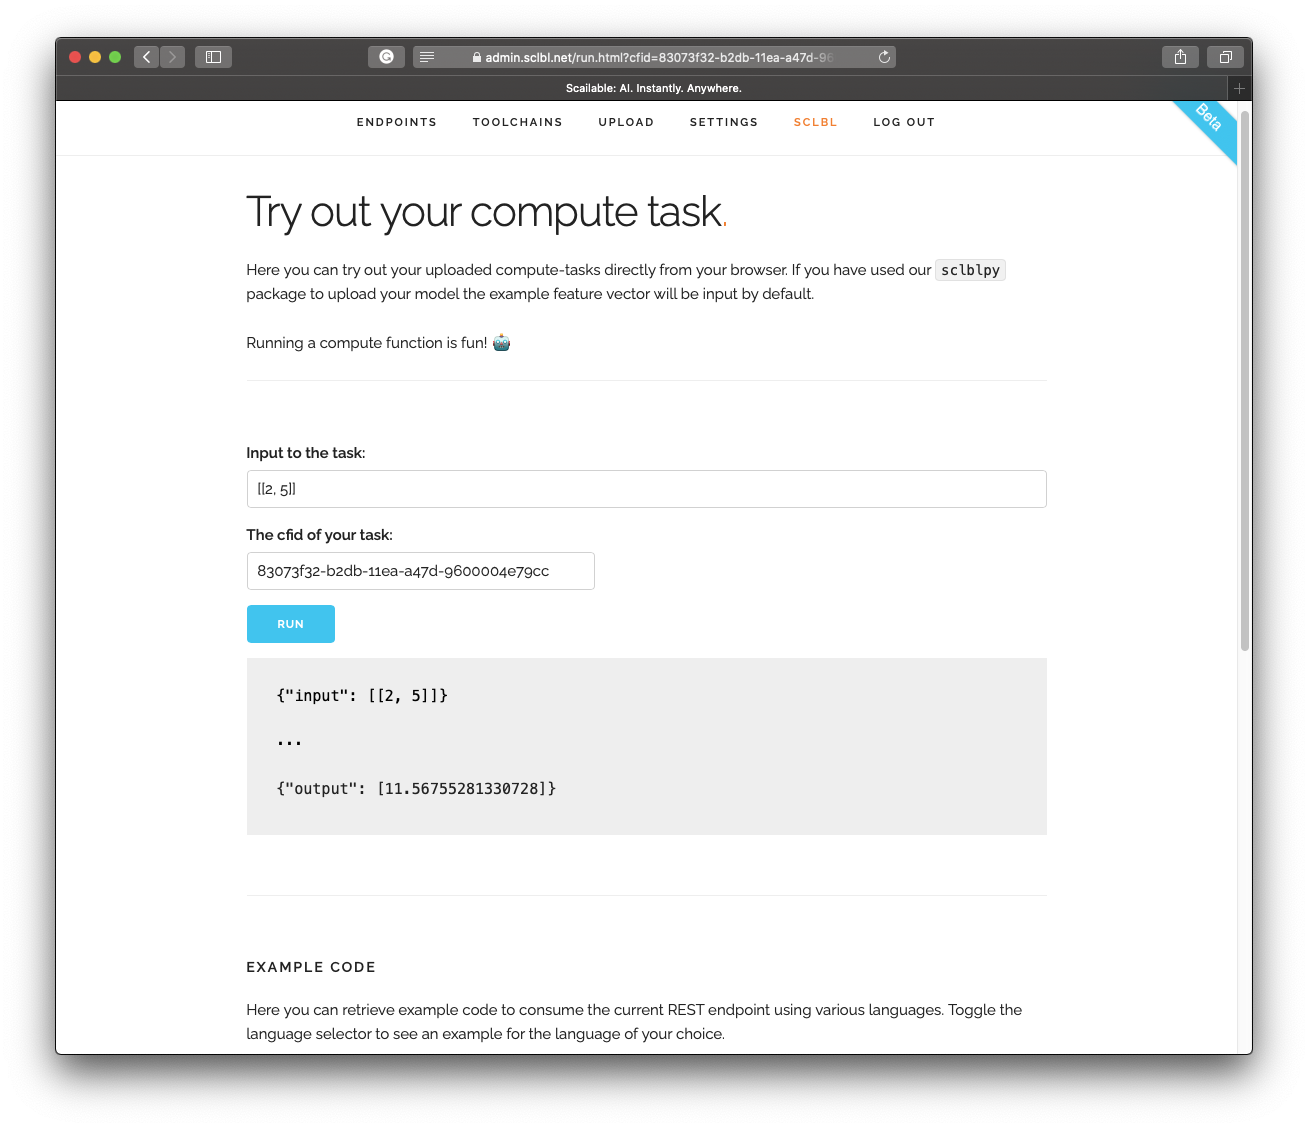 admin.sclbl.net/run.html?cfid=83073f32-b2db-11ea-a47d-96
Scailable: AI. Instantly. Anywhere.
ENDPOINTS TOOLCHAINS UPLOAD SETTINGS SCLBL LOG OUT
Beta
Try out your compute task.
Here you can try out your uploaded compute-tasks directly from your browser. If you have used our sclblpy
package to upload your model the example feature vector will be input by default.
Running a compute function is fun!
Input to the task:
[[2, 5]]
The cfid of your task:
83073f32-b2db-11ea-a47d-9600004e79cc
RUN
{"input": [[2, 5]]}
...
{"output": [11.56755281330728]}
EXAMPLE CODE
Here you can retrieve example code to consume the current REST endpoint using various languages. Toggle the
language selector to see an example for the language of your choice.